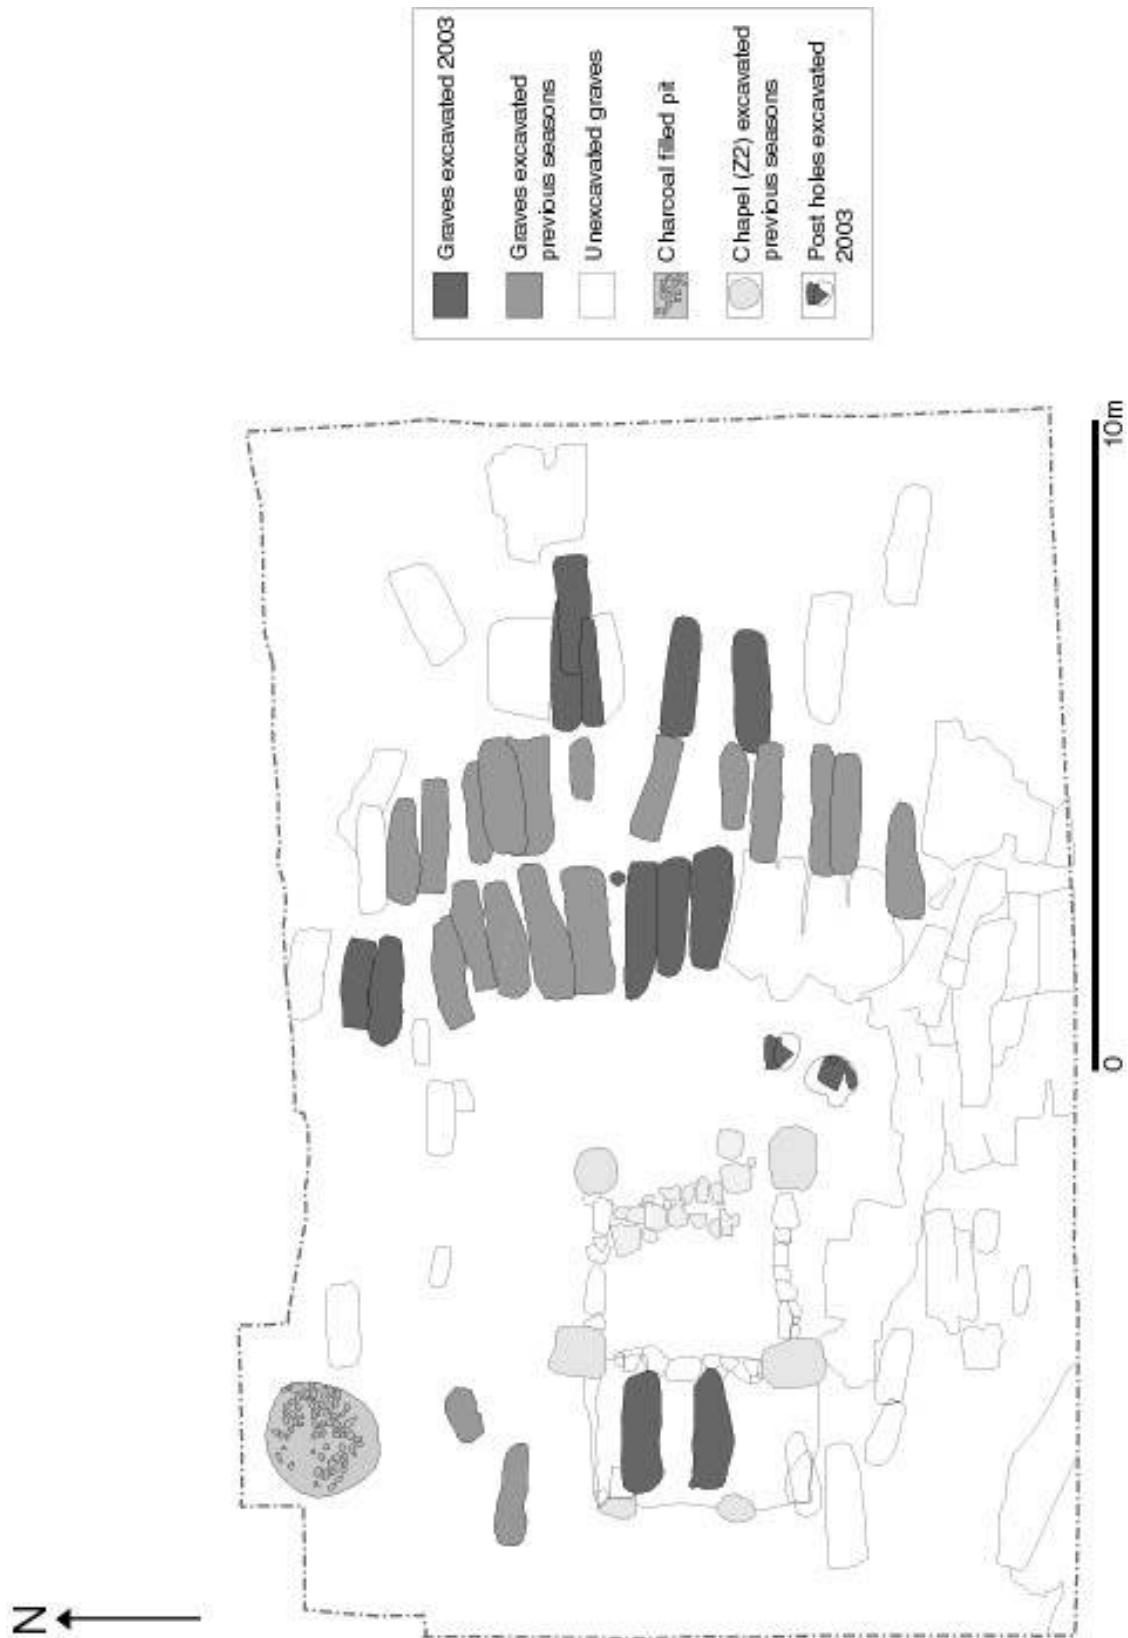 Graves excavated 2003
Graves excavated
previous seasons
Unexcavated graves
Charcoal filled pit
Chapel (Z2) excavated
previous seasons
Post holes excavated
2003
0
10m
N